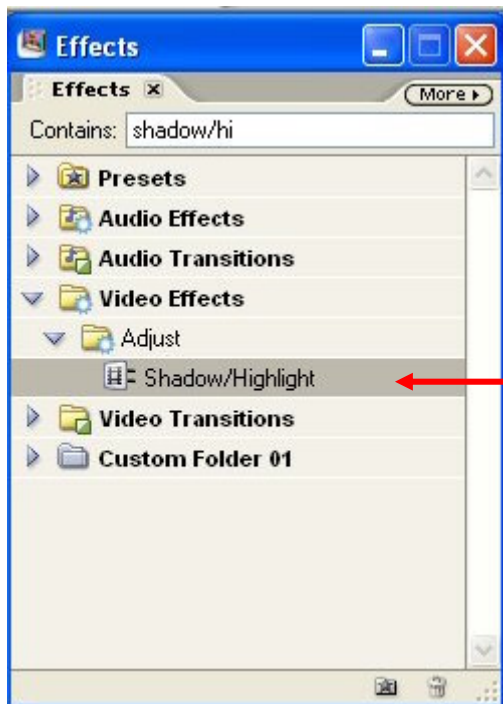 Effects
Effects
More
Contains: shadow/hi
Presets
Audio Effects
Audio Transitions
Video Effects
Adjust
Shadow/Highlight
Video Transitions
Custom Folder 01